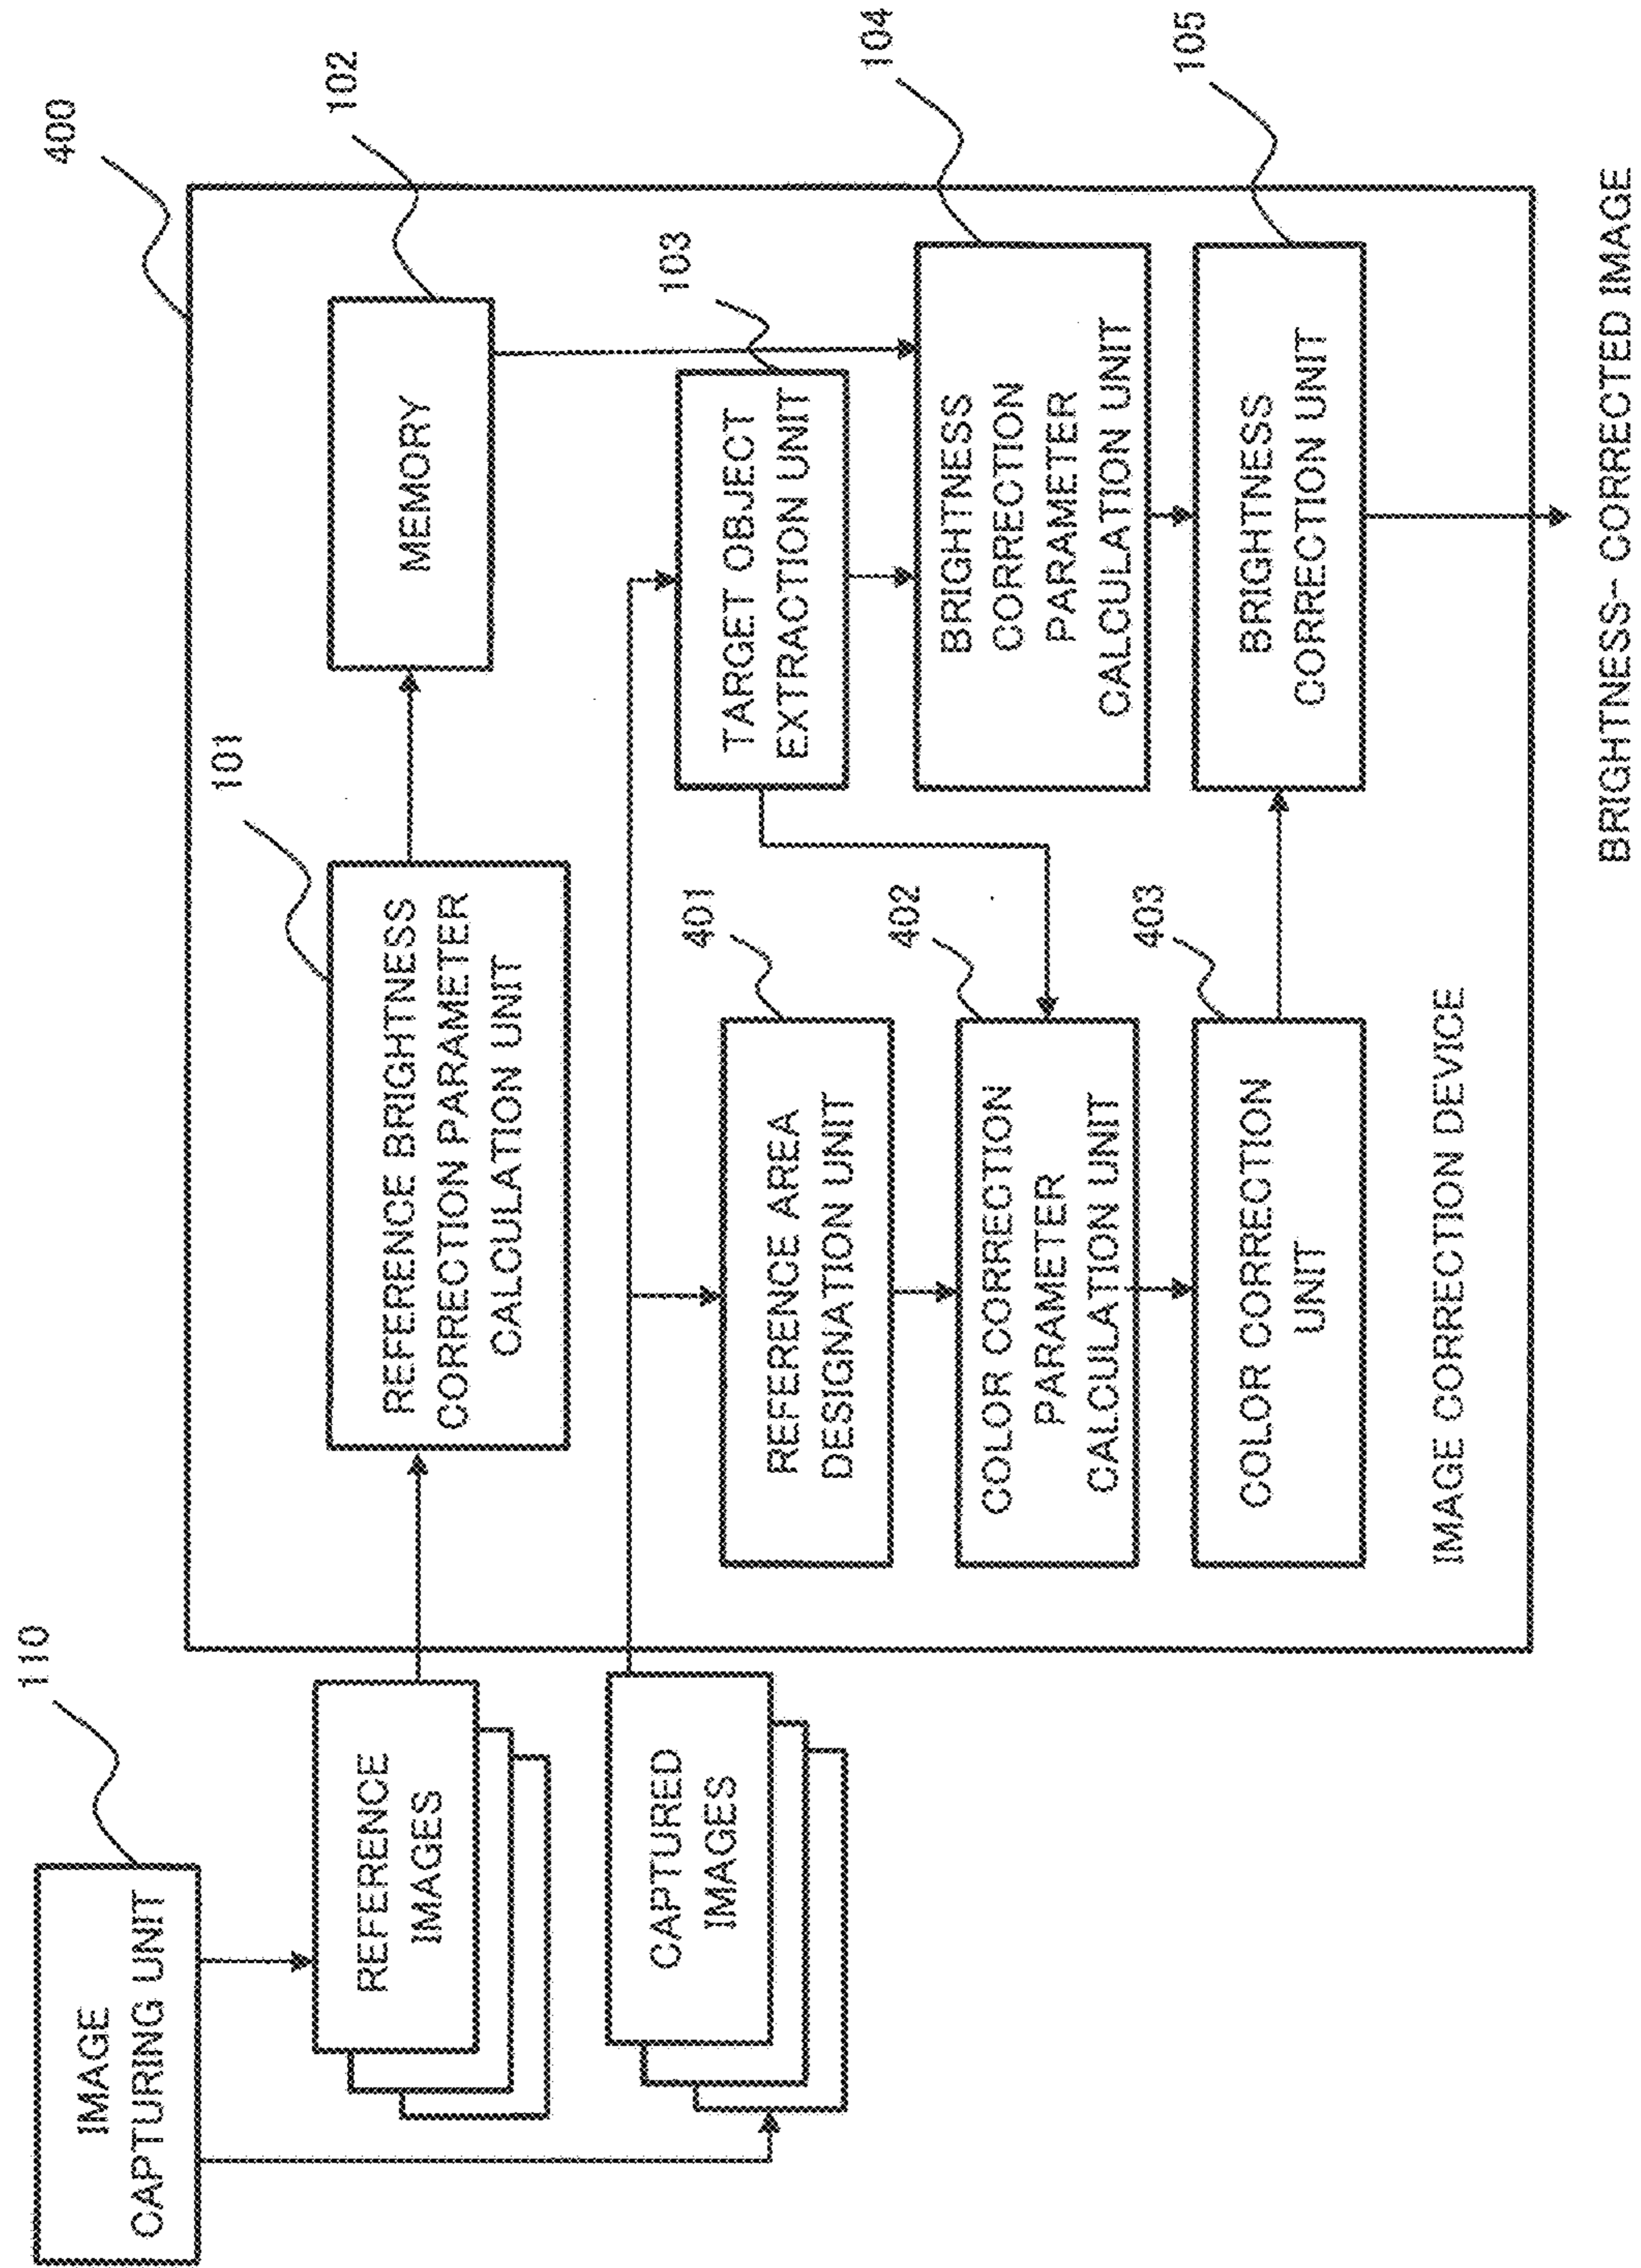 110
IMAGE
CAPTURING UNIT
REFERENCE
IMAGES
CAPTURED
IMAGES
400
101
REFERENCE BRIGHTNESS
CORRECTION PARAMETER
CALCULATION UNIT
102
MEMORY
103
TARGET OBJECT
EXTRACTION UNIT
401
REFERENCE AREA
DESIGNATION UNIT
402
COLOR CORRECTION
PARAMETER
CALCULATION UNIT
104
BRIGHTNESS
CORRECTION
PARAMETER
CALCULATION UNIT
403
COLOR CORRECTION
UNIT
105
BRIGHTNESS
CORRECTION UNIT
IMAGE CORRECTION DEVICE
BRIGHTNESS- CORRECTED IMAGE